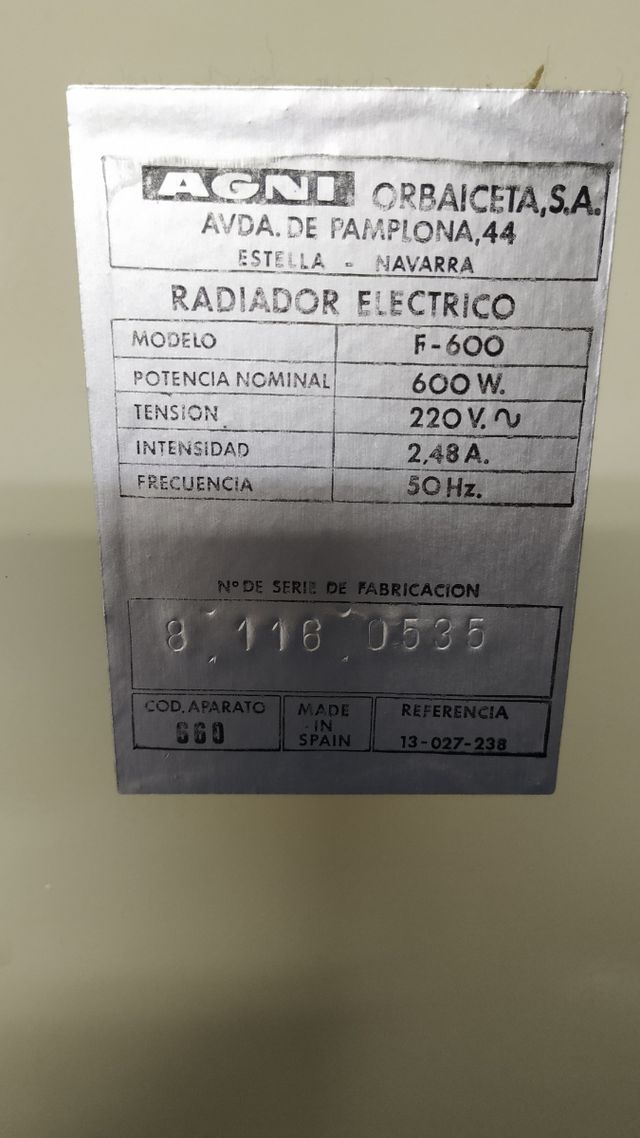 AGNI ORBAICETA, S.A.
AVDA. DE PAMPLONA, 44
ESTELLA - NAVARRA
RADIADOR ELECTRICO
MODELO F-600
POTENCIA NOMINAL 600 W.
TENSION 220 V. ~
INTENSIDAD 2,48 A.
FRECUENCIA 50 Hz.
Nº DE SERIE DE FABRICACION
8 116 0535
COD. APARATO 660
MADE IN SPAIN
REFERENCIA
13-027-238